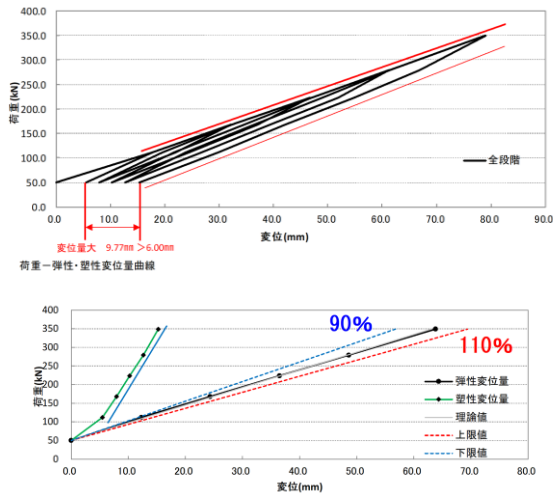 400.0
350.0
300.0
250.0
200.0
150.0
100.0
50.0
0.0
荷重(kN)
全段階
0.0 10.0 20.0 30.0 40.0 50.0 60.0 70.0 80.0 90.0
変位(mm)
変位量大 9.77mm >6.00mm
荷重ー弾性・塑性変位量曲線
400
350
300
250
200
150
100
50
0
荷重(kN)
90%
110%
弾性変位量
塑性変位量
理論値
上限値
下限値
0.0 10.0 20.0 30.0 40.0 50.0 60.0 70.0 80.0
変位(mm)